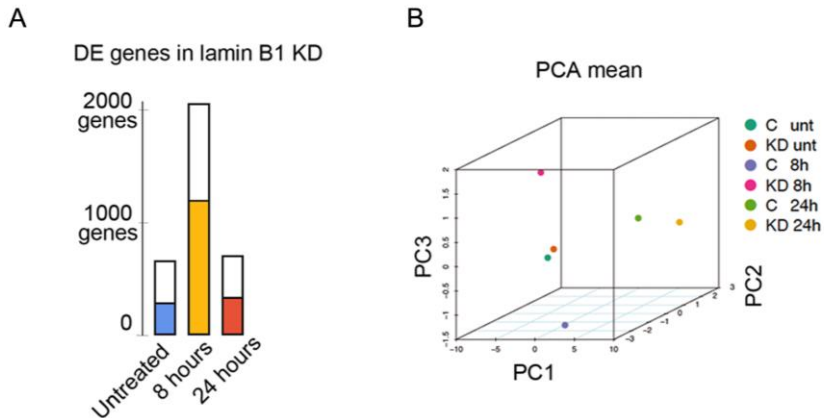 A
DE genes in lamin B1 KD
2000
genes
1000
genes
0
Untreated
8 hours
24 hours
B
PCA mean
C unt
KD unt
C 8h
KD 8h
C 24h
KD 24h
PC3
2
1.5
1
0.5
0
-0.5
-1
-1.5
-10
-5
0
5
10
PC1
-3
-2
-1
0
1
2
3
PC2